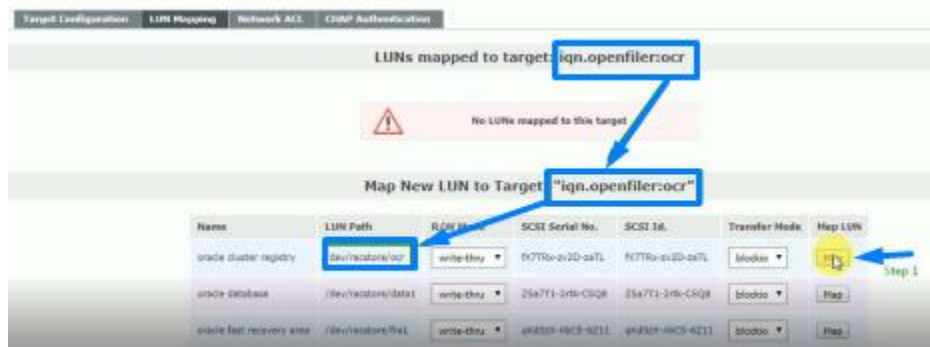 Target Configuration LUN Mapping Network ACL CHAP Authentication
LUNs mapped to target: iqn.openfiler:ocr
No LUNs mapped to this target
Map New LUN to Target: "iqn.openfiler:ocr"
Name LUN Path R/W Mode SCSI Serial No. SCSI Id. Transfer Mode Map LUN
oracle cluster registry /dev/racstore/ocr write-thru blockio
Step 1
oracle database /dev/racstore/data1 write-thru blockio Map
oracle fast recovery area /dev/racstore/fra1 write-thru blockio Map